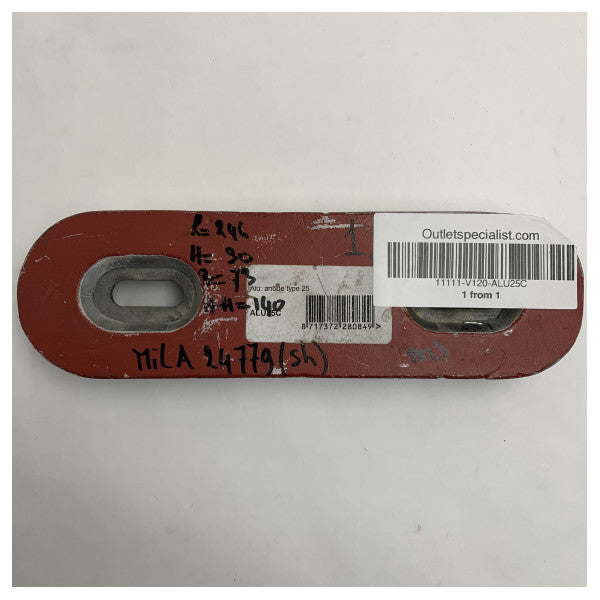 L= 246
H= 30
B= 73
H-H= 140
1
Alu. anode type 25
ALU25C
8 717372 280849 >
MilA 24779(sh)
Outletspecialist.com
11111-V120-ALU25C
1 from 1